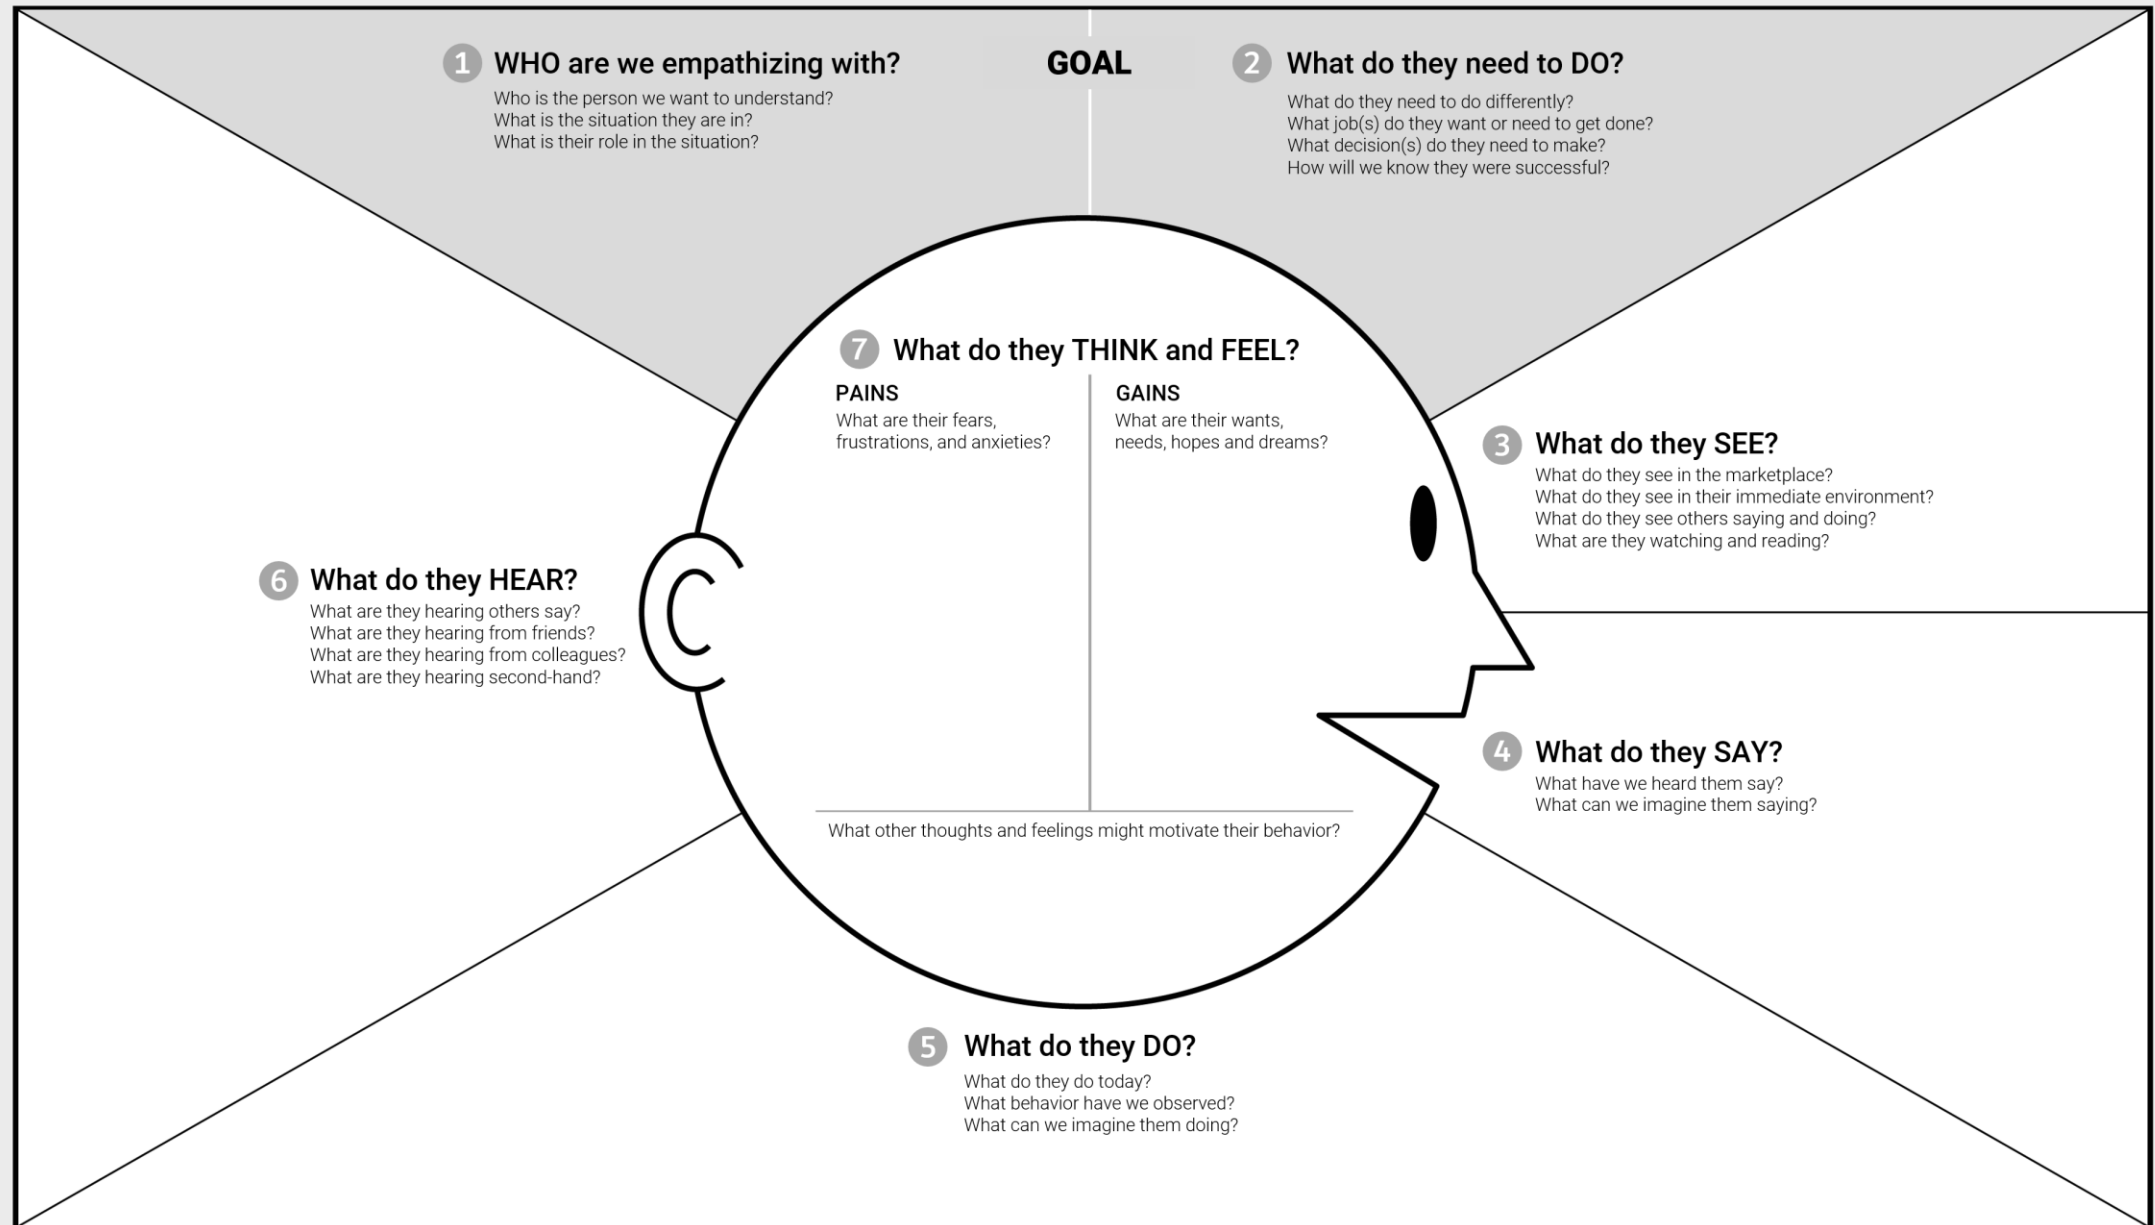 1 WHO are we empathizing with?
Who is the person we want to understand?
What is the situation they are in?
What is their role in the situation?
GOAL
2 What do they need to DO?
What do they need to do differently?
What job(s) do they want or need to get done?
What decision(s) do they need to make?
How will we know they were successful?
3 What do they SEE?
What do they see in the marketplace?
What do they see in their immediate environment?
What do they see others saying and doing?
What are they watching and reading?
4 What do they SAY?
What have we heard them say?
What can we imagine them saying?
5 What do they DO?
What do they do today?
What behavior have we observed?
What can we imagine them doing?
6 What do they HEAR?
What are they hearing others say?
What are they hearing from friends?
What are they hearing from colleagues?
What are they hearing second-hand?
7 What do they THINK and FEEL?
PAINS
What are their fears,
frustrations, and anxieties?
GAINS
What are their wants,
needs, hopes and dreams?
What other thoughts and feelings might motivate their behavior?